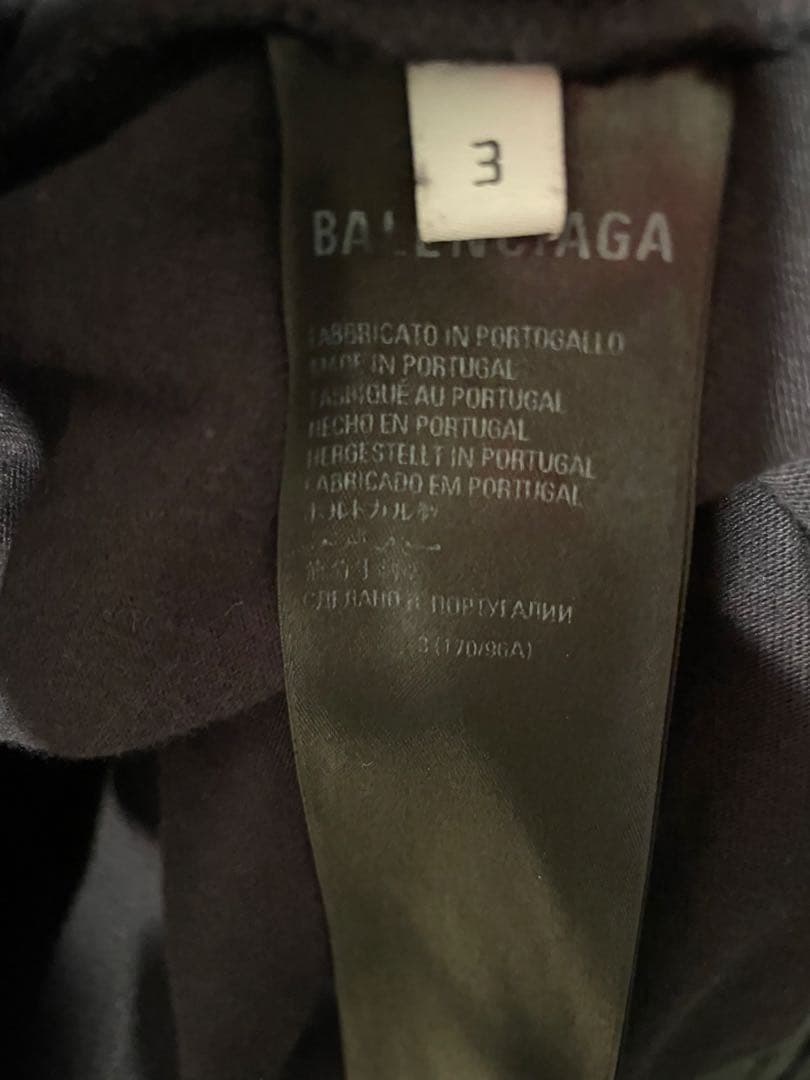 3
BALENCIAGA
FABBRICATO IN PORTOGALLO
MADE IN PORTUGAL
FABRIQUÉ AU PORTUGAL
HECHO EN PORTUGAL
HERGESTELLT IN PORTUGAL
FABRICADO EM PORTUGAL
ポルトガル製
СДЕЛАНО В ПОРТУГАЛИИ
3 (170/96A)